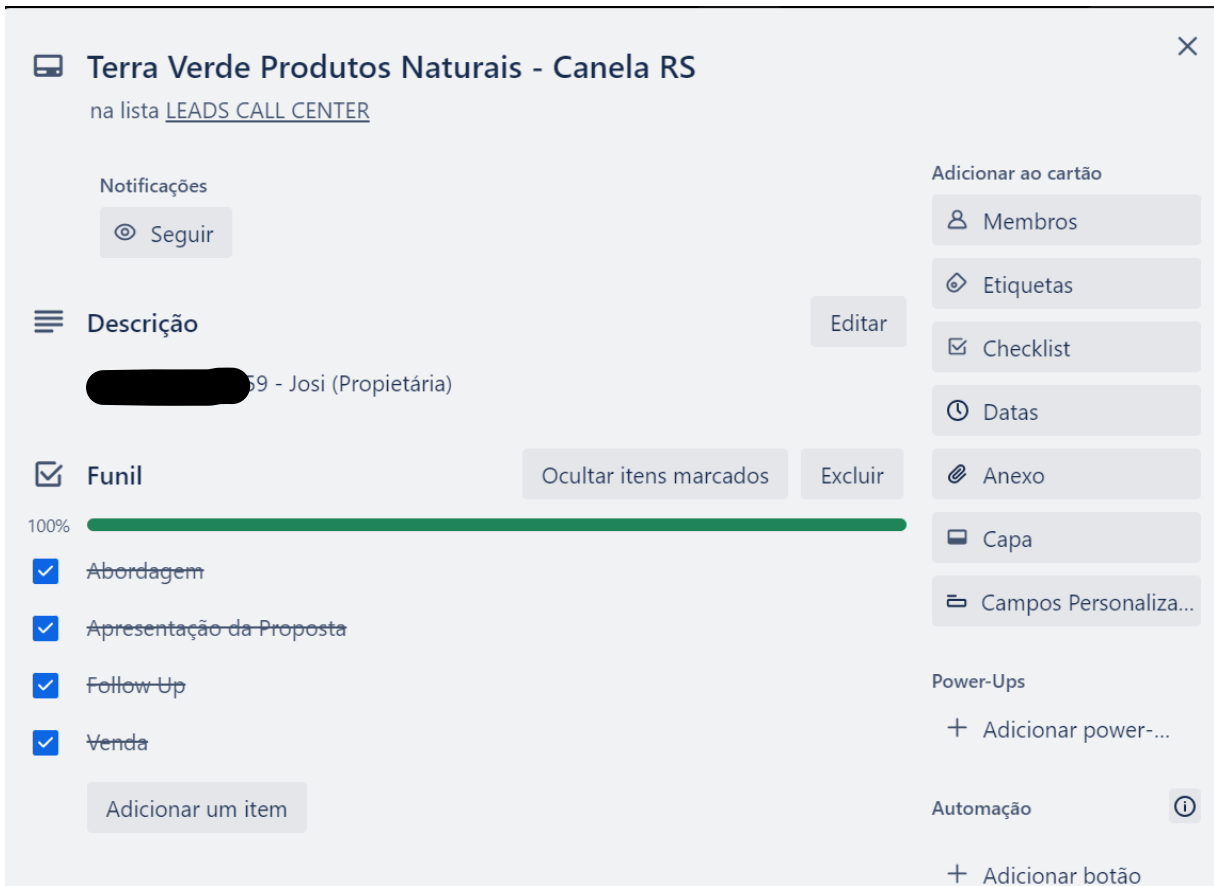 Terra Verde Produtos Naturais - Canela RS
na lista LEADS CALL CENTER
Notificações
Seguir
Descrição
Editar
59 - Josi (Propietária)
Funil
Ocultar itens marcados
Excluir
100%
Abordagem
Apresentação da Proposta
Follow Up
Venda
Adicionar um item
Adicionar ao cartão
Membros
Etiquetas
Checklist
Datas
Anexo
Capa
Campos Personaliza...
Power-Ups
+ Adicionar power-...
Automação
+ Adicionar botão